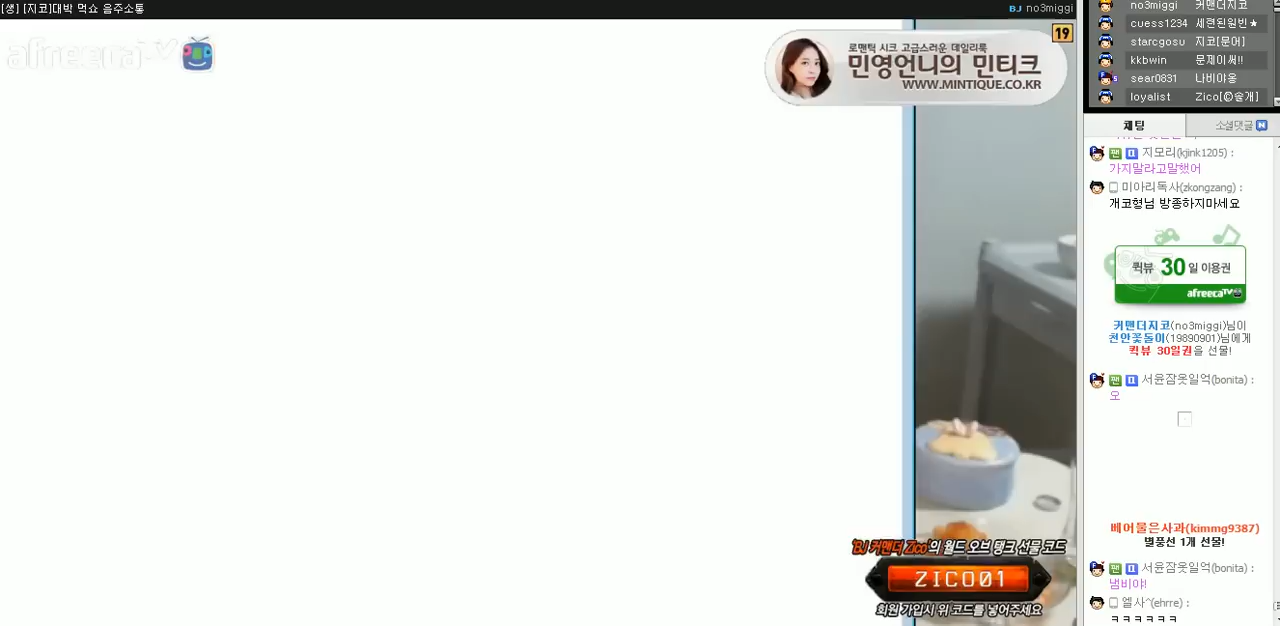 [생] [지코]대박 먹쇼 음주소통
BJ no3miggi
afreecaTV
19
로맨틱 시크 고급스러운 데일리룩
민영언니의 민티크
WWW.MINTIQUE.CO.KR
'BJ 커맨더 Zico'의 월드 오브 탱크 선물 코드
ZICO01
회원 가입시 위 코드를 넣어주세요
no3miggi 커맨더지코
cuess1234 세련된원빈★
starcgosu 지코[문어]
kkbwin 문제이써!!
sear0831 나비야옹
loyalist Zico[©솔개]
채팅 소셜댓글 N
팬 매 지모리(kjink1205) :
가지말라고말했어
미아리독사(zkongzang) :
개코형님 방종하지마세요
퀵뷰 30일 이용권
afreecaTV
커맨더지코(no3miggi)님이
천안꽃돌이(19890901)님에게
퀵뷰 30일권을 선물!
서윤잠옷일억(bonita) :
오
베어물은사과(kimmg9387)
별풍선 1개 선물!
서윤잠옷일억(bonita) :
냄비야!
엘사^(ehrre) :
ㅋㅋㅋㅋㅋㅋ